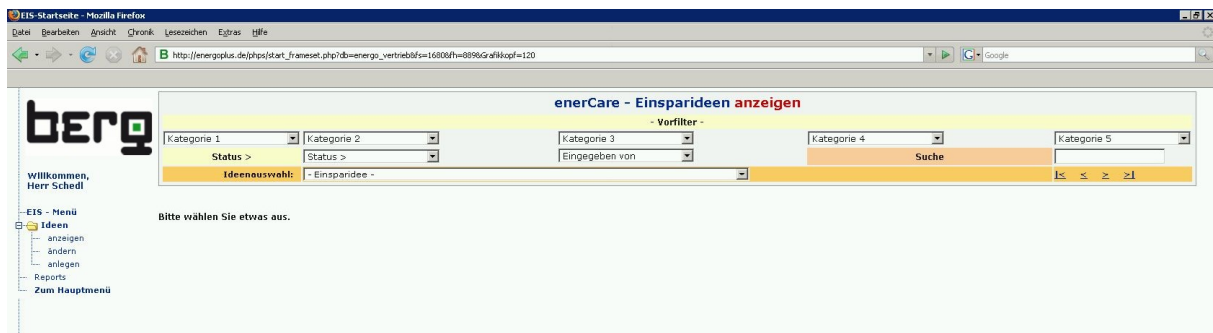 EIS-Startseite - Mozilla Firefox
Datei Bearbeiten Ansicht Chronik Lesezeichen Extras Hilfe
http://energoplus.de/phps/start_frameset.php?db=energo_vertrieb&fs=1680&fh=889&Grafikkopf=120
Google
berg
enerCare - Einsparideen anzeigen
- Vorfilter -
Kategorie 1 Kategorie 2 Kategorie 3 Kategorie 4 Kategorie 5
Status > Status > Eingegeben von Suche
Ideenauswahl: - Einsparidee - |< < > >|
Willkommen,
Herr Schedl
EIS - Menü
Bitte wählen Sie etwas aus.
Ideen
anzeigen
ändern
anlegen
Reports
Zum Hauptmenü